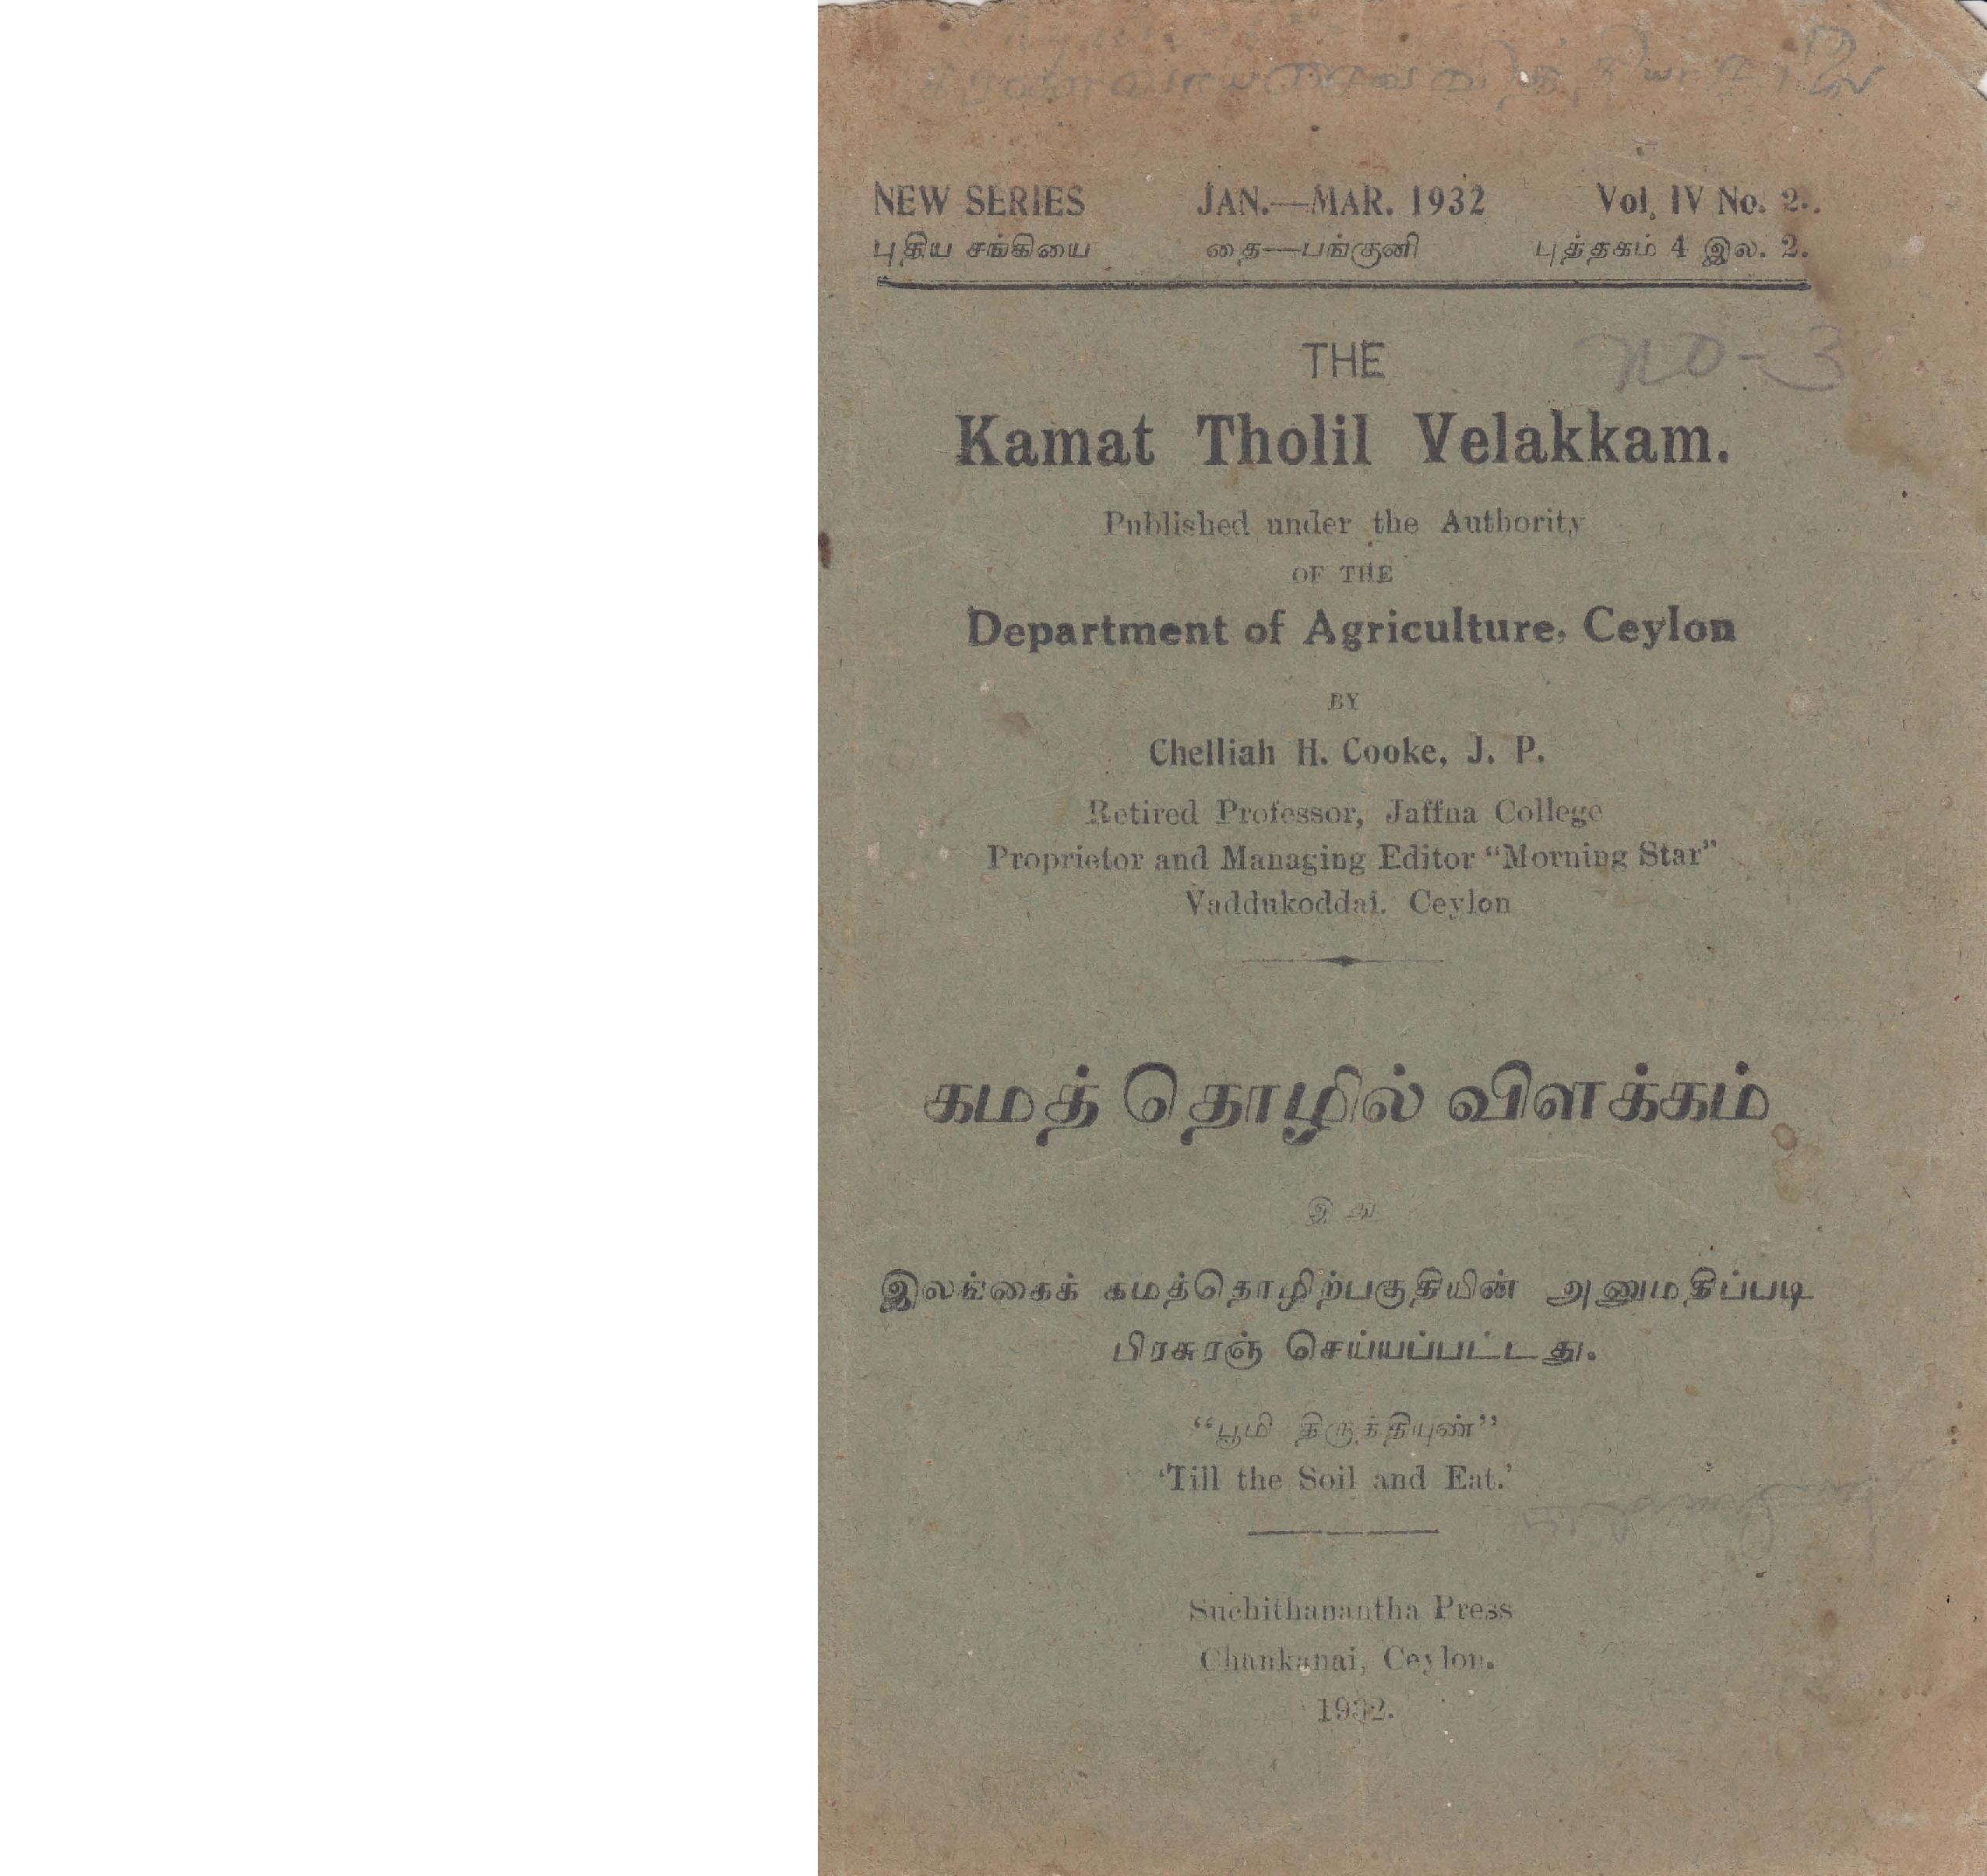 NEW SERIES JAN.—MAR. 1932 Vol. IV No. 2.
புதிய சங்கியை தை—பங்குனி புத்தகம் 4 இல. 2.
THE
NO-3
Kamat Tholil Velakkam.
Published under the Authority
OF THE
Department of Agriculture, Ceylon
BY
Chelliah H. Cooke, J. P.
Retired Professor, Jaffna College
Proprietor and Managing Editor “Morning Star”
Vaddukoddai. Ceylon
கமத் தொழில் விளக்கம்
இது
இலங்கைக் கமத்தொழிற்பகுதியின் அனுமதிப்படி
பிரசுரஞ் செய்யப்பட்டது.
“பூமி திருத்தியுண்”
‘Till the Soil and Eat.’
Suchithanantha Press
Chankanai, Ceylon.
1932.